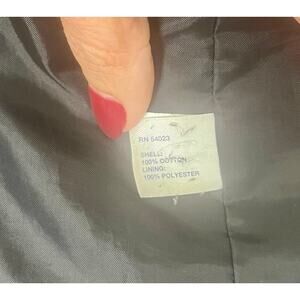 RN 54023
SHELL:
100% COTTON
LINING:
100% POLYESTER